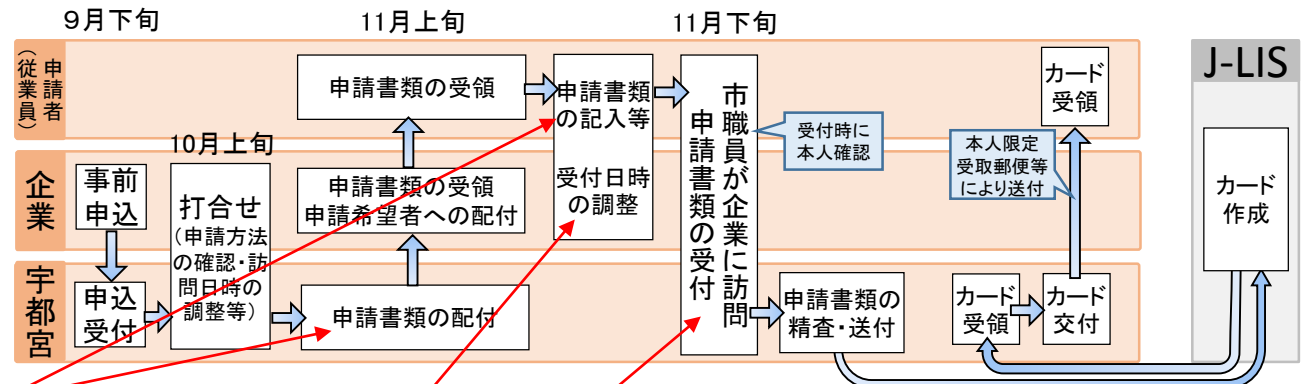 9月下旬
11月上旬
11月下旬
申請者
（従業員）
申請書類の受領
申請書類
の記入等
受付日時
の調整
市職員が企業に訪問
申請書類の受付
受付時に
本人確認
カード
受領
J-LIS
10月上旬
企業
事前
申込
打合せ
（申請方法
の確認・訪
問日時の
調整等）
申請書類の受領
申請希望者への配付
本人限定
受取郵便等
により送付
カード
作成
宇都宮
申込
受付
申請書類の配付
申請書類の
精査・送付
カード
受領
カード
交付